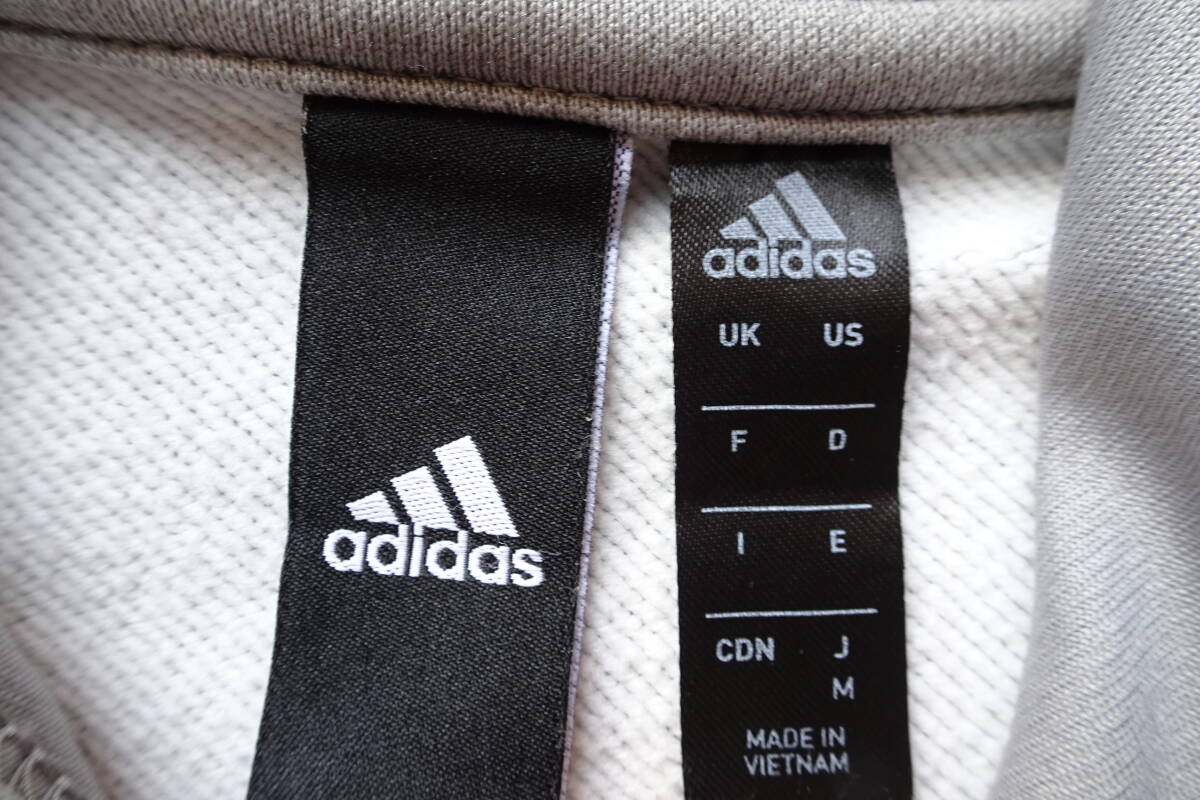 adidas
adidas
UK US
F D
I E
CDN J
M
MADE IN
VIETNAM